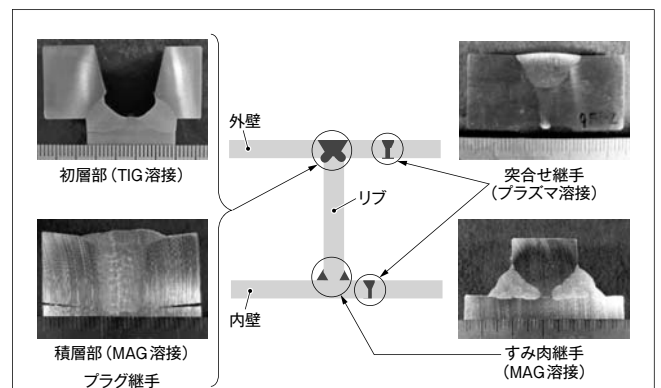 初層部（TIG溶接）
積層部（MAG溶接）
プラグ継手
外壁
リブ
内壁
突合せ継手
（プラズマ溶接）
すみ肉継手
（MAG溶接）